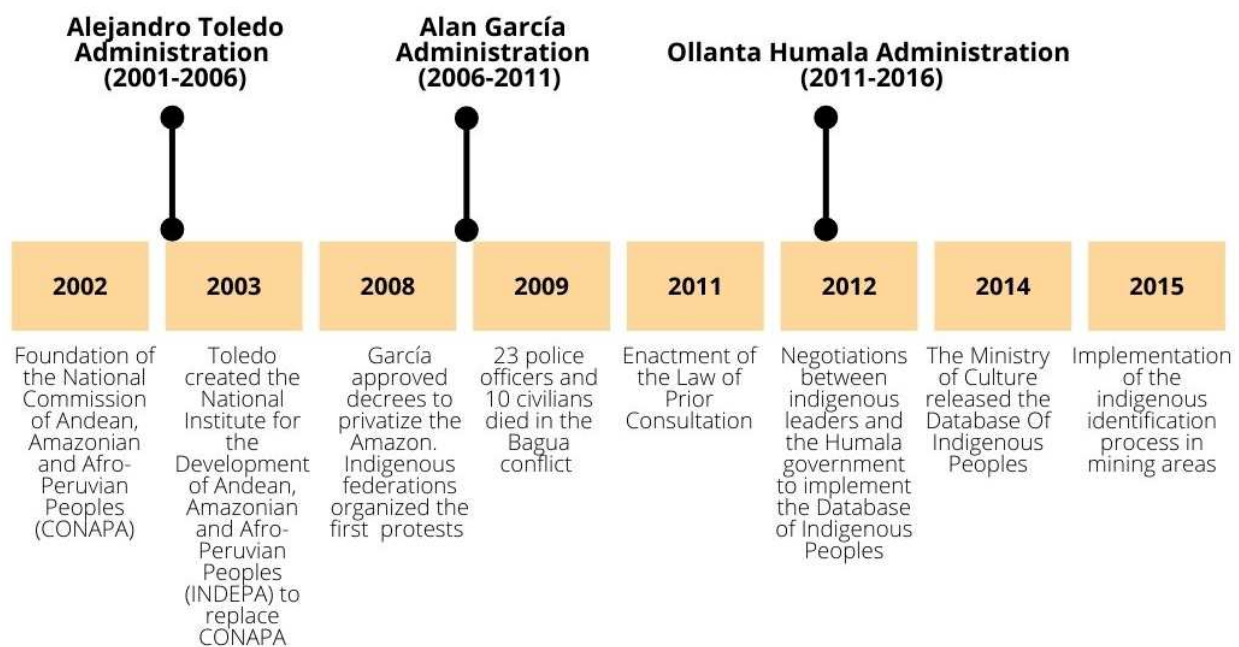 Alejandro Toledo
Administration
(2001-2006)
Alan García
Administration
(2006-2011)
Ollanta Humala Administration
(2011-2016)
2002
Foundation of
the National
Commission
of Andean,
Amazonian
and Afro-
Peruvian
Peoples
(CONAPA)
2003
Toledo
created the
National
Institute for
the
Development
of Andean,
Amazonian
and Afro-
Peruvian
Peoples
(INDEPA) to
replace
CONAPA
2008
García
approved
decrees to
privatize the
Amazon.
Indigenous
federations
organized the
first protests
2009
23 police
officers and
10 civilians
died in the
Bagua
conflict
2011
Enactment of
the Law of
Prior
Consultation
2012
Negotiations
between
indigenous
leaders and
the Humala
government
to implement
the Database
of Indigenous
Peoples
2014
The Ministry
of Culture
released the
Database Of
Indigenous
Peoples
2015
Implementation
of the
indigenous
identification
process in
mining areas